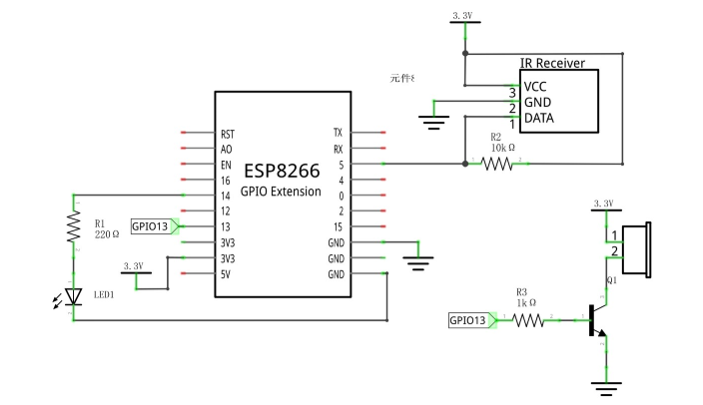 3.3V
IR Receiver
元件8
VCC
3
GND
2
DATA
1
R2
10kΩ
RST
AO
EN
16
14
12
13
3V3
3V3
5V
ESP8266
GPIO Extension
TX
RX
5
4
0
2
15
GND
GND
GND
R1
220Ω
GPIO13
3.3V
LED1
3.3V
1
2
Q1
R3
1kΩ
GPIO13